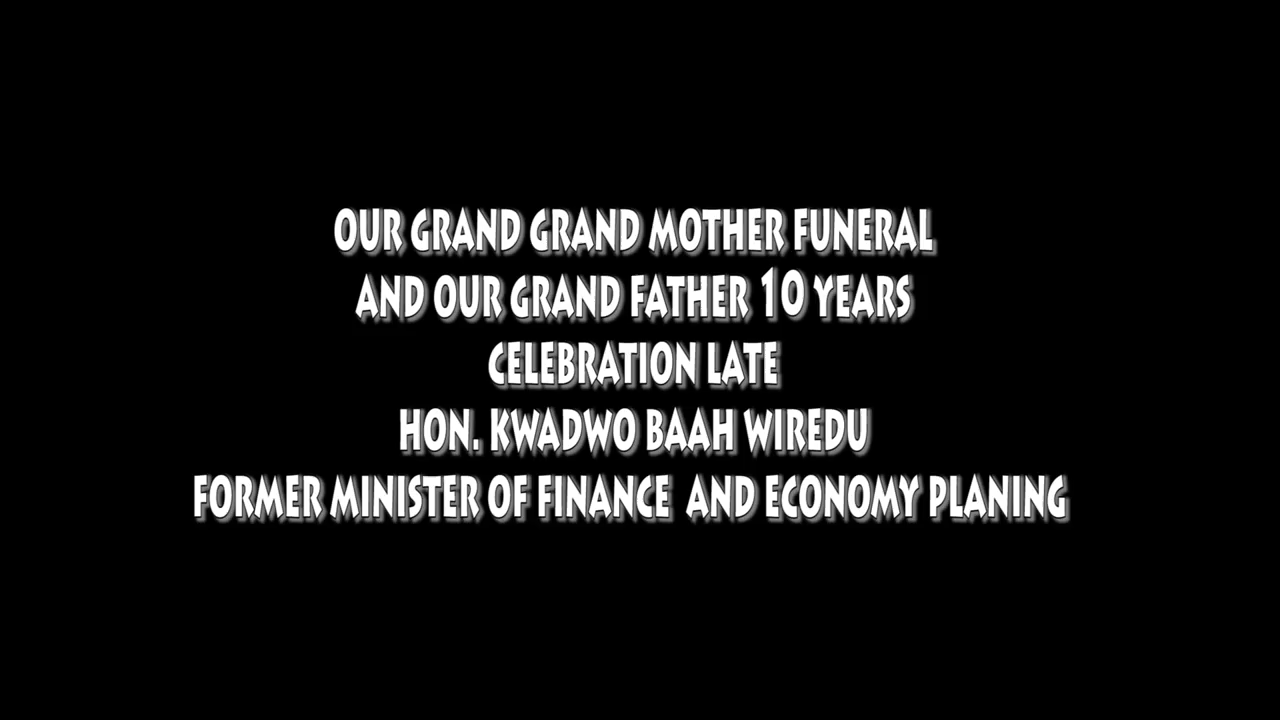 OUR GRAND GRAND MOTHER FUNERAL
AND OUR GRAND FATHER 10 YEARS
CELEBRATION LATE
HON. KWADWO BAAH WIREDU
FORMER MINISTER OF FINANCE AND ECONOMY PLANING